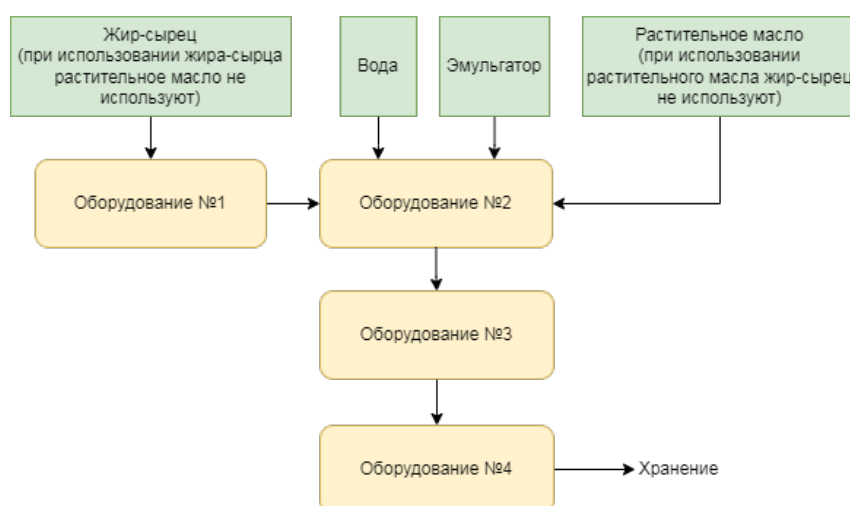 Жир-сырец
(при использовании жира-сырца
растительное масло не
используют)
Вода
Эмульгатор
Растительное масло
(при использовании
растительного масла жир-сырец
не используют)
Оборудование №1
Оборудование №2
Оборудование №3
Оборудование №4
Хранение